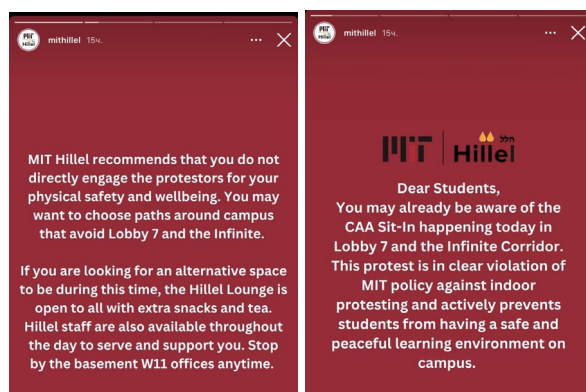 MIT
Hillel
mithillel 15ч.
MIT Hillel recommends that you do not
directly engage the protestors for your
physical safety and wellbeing. You may
want to choose paths around campus
that avoid Lobby 7 and the Infinite.
If you are looking for an alternative space
to be during this time, the Hillel Lounge is
open to all with extra snacks and tea.
Hillel staff are also available throughout
the day to serve and support you. Stop
by the basement W11 offices anytime.
MIT
Hillel
mithillel 15ч.
MIT
הלל
Hillel
Dear Students,
You may already be aware of the
CAA Sit-In happening today in
Lobby 7 and the Infinite Corridor.
This protest is in clear violation of
MIT policy against indoor
protesting and actively prevents
students from having a safe and
peaceful learning environment on
campus.